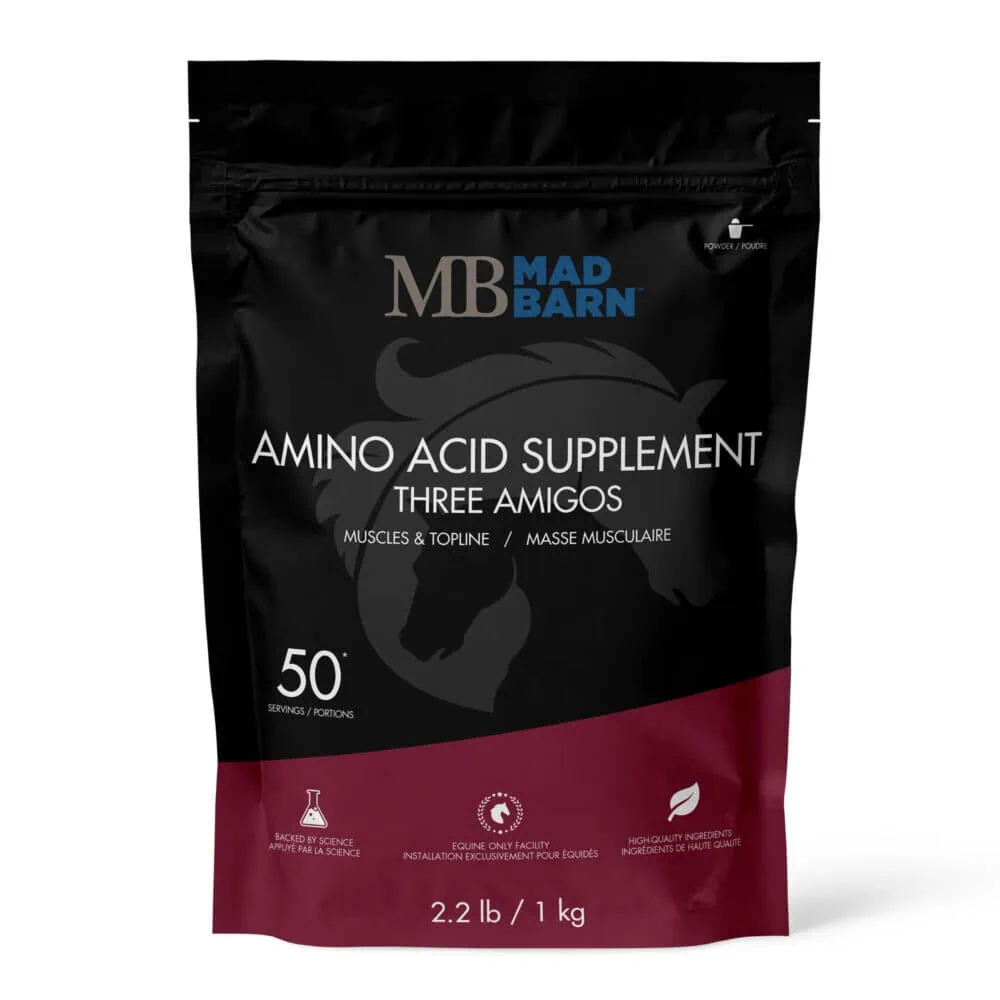 POWDER / POUDRE
MB MAD
BARN™
AMINO ACID SUPPLEMENT
THREE AMIGOS
MUSCLES & TOPLINE / MASSE MUSCULAIRE
50*
SERVINGS / PORTIONS
BACKED BY SCIENCE
APPUYÉ PAR LA SCIENCE
EQUINE ONLY FACILITY
INSTALLATION EXCLUSIVEMENT POUR ÉQUIDÉS
HIGH-QUALITY INGREDIENTS
INGRÉDIENTS DE HAUTE QUALITÉ
2.2 lb / 1 kg